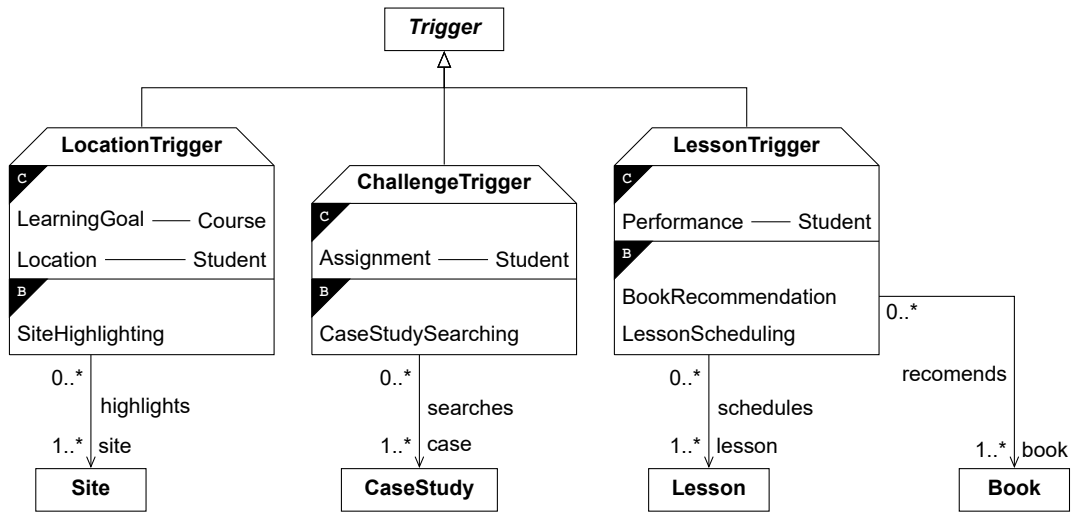 Trigger
LocationTrigger
C
LearningGoal Course
Location Student
B
SiteHighlighting
ChallengeTrigger
C
Assignment Student
B
CaseStudySearching
LessonTrigger
C
Performance Student
B
BookRecommendation
LessonScheduling
0..*
highlights
1..* site
Site
0..*
searches
1..* case
CaseStudy
0..*
schedules
1..* lesson
Lesson
0..*
recomends
1..* book
Book